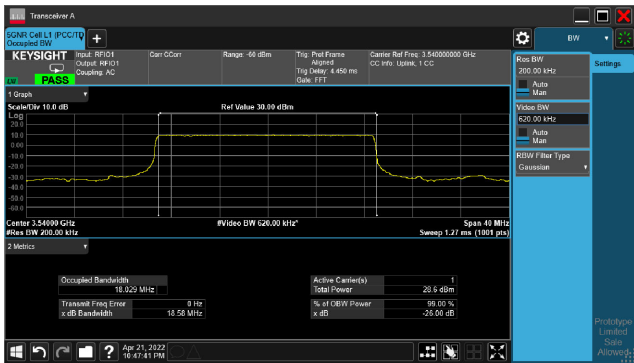 Transceiver A
5GNR Cell L1 (PCC/TD
Occupied BW
BW
KEYSIGHT
Input: RFIO1
Output: RFIO1
Coupling: AC
Corr CCorr
Range: -60 dBm
Trig: Prot Frame
Aligned
Trig Delay: 4.450 ms
Gate: FFT
Carrier Ref Freq: 3.540000000 GHz
CC Info: Uplink, 1 CC
PASS
Res BW
200.00 kHz
Auto
Man
Settings
Video BW
620.00 kHz
Auto
Man
RBW Filter Type
Gaussian
1 Graph
Scale/Div 10.0 dB
Ref Value 30.00 dBm
Log
20.0
10.0
0.00
-10.0
-20.0
-30.0
-40.0
-50.0
-60.0
Center 3.54000 GHz
#Video BW 620.00 kHz*
Span 40 MHz
#Res BW 200.00 kHz
Sweep 1.27 ms (1001 pts)
2 Metrics
Occupied Bandwidth
18.029 MHz
Active Carrier(s) 1
Total Power 28.6 dBm
Transmit Freq Error 0 Hz
x dB Bandwidth 18.58 MHz
% of OBW Power 99.00 %
x dB -26.00 dB
Apr 21, 2022
10:47:41 PM
Prototype
Limited
Sale
Allowed